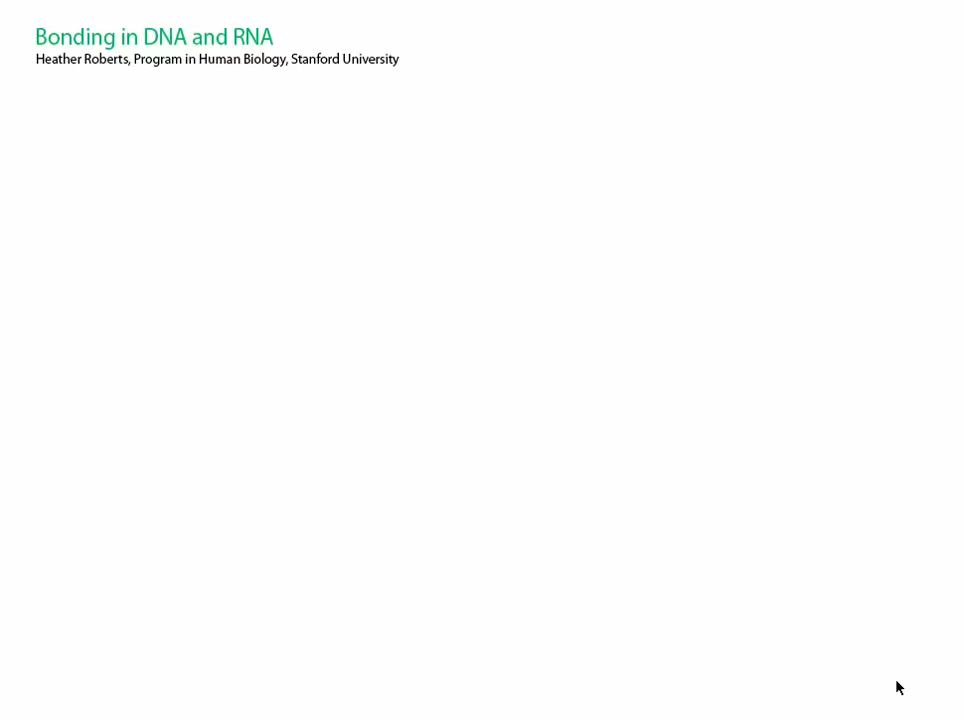 Bonding in DNA and RNA
Heather Roberts, Program in Human Biology, Stanford University